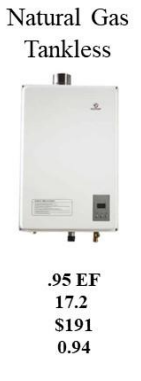 Natural Gas
Tankless
.95 EF
17.2
$191
0.94